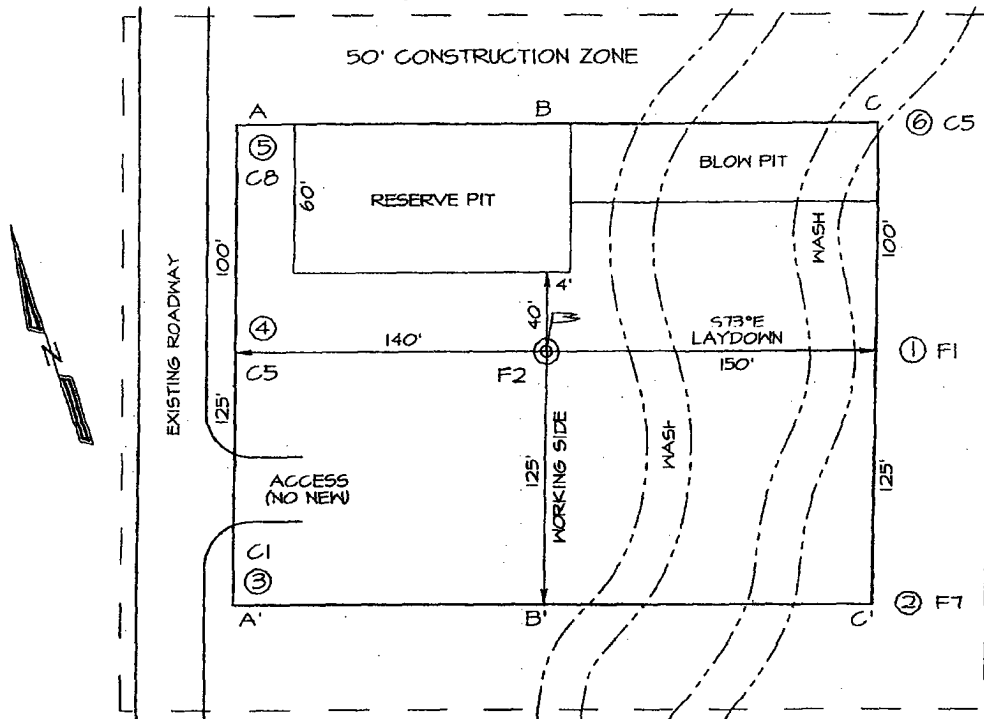 50' CONSTRUCTION ZONE
A
B
C
⑤
C8
⑥ C5
60'
RESERVE PIT
BLOW PIT
WASH
100'
100'
EXISTING ROADWAY
N
④
C5
140'
40'
4'
F2
S73°E
LAYDOWN
150'
① F1
125'
125'
WORKING SIDE
WASH
125'
ACCESS
(NO NEW)
C1
③
A'
B'
C'
② F7